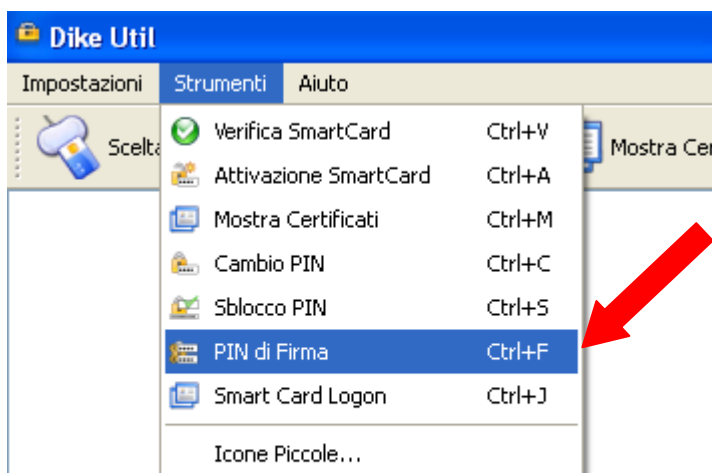 Dike Util
Impostazioni Strumenti Aiuto
Mostra
Verifica SmartCard Ctrl+V
Attivazione SmartCard Ctrl+A
Mostra Certificati Ctrl+M
Cambio PIN Ctrl+C
Sblocco PIN Ctrl+S
PIN di Firma Ctrl+F
Smart Card Logon Ctrl+J
Icone Piccole...